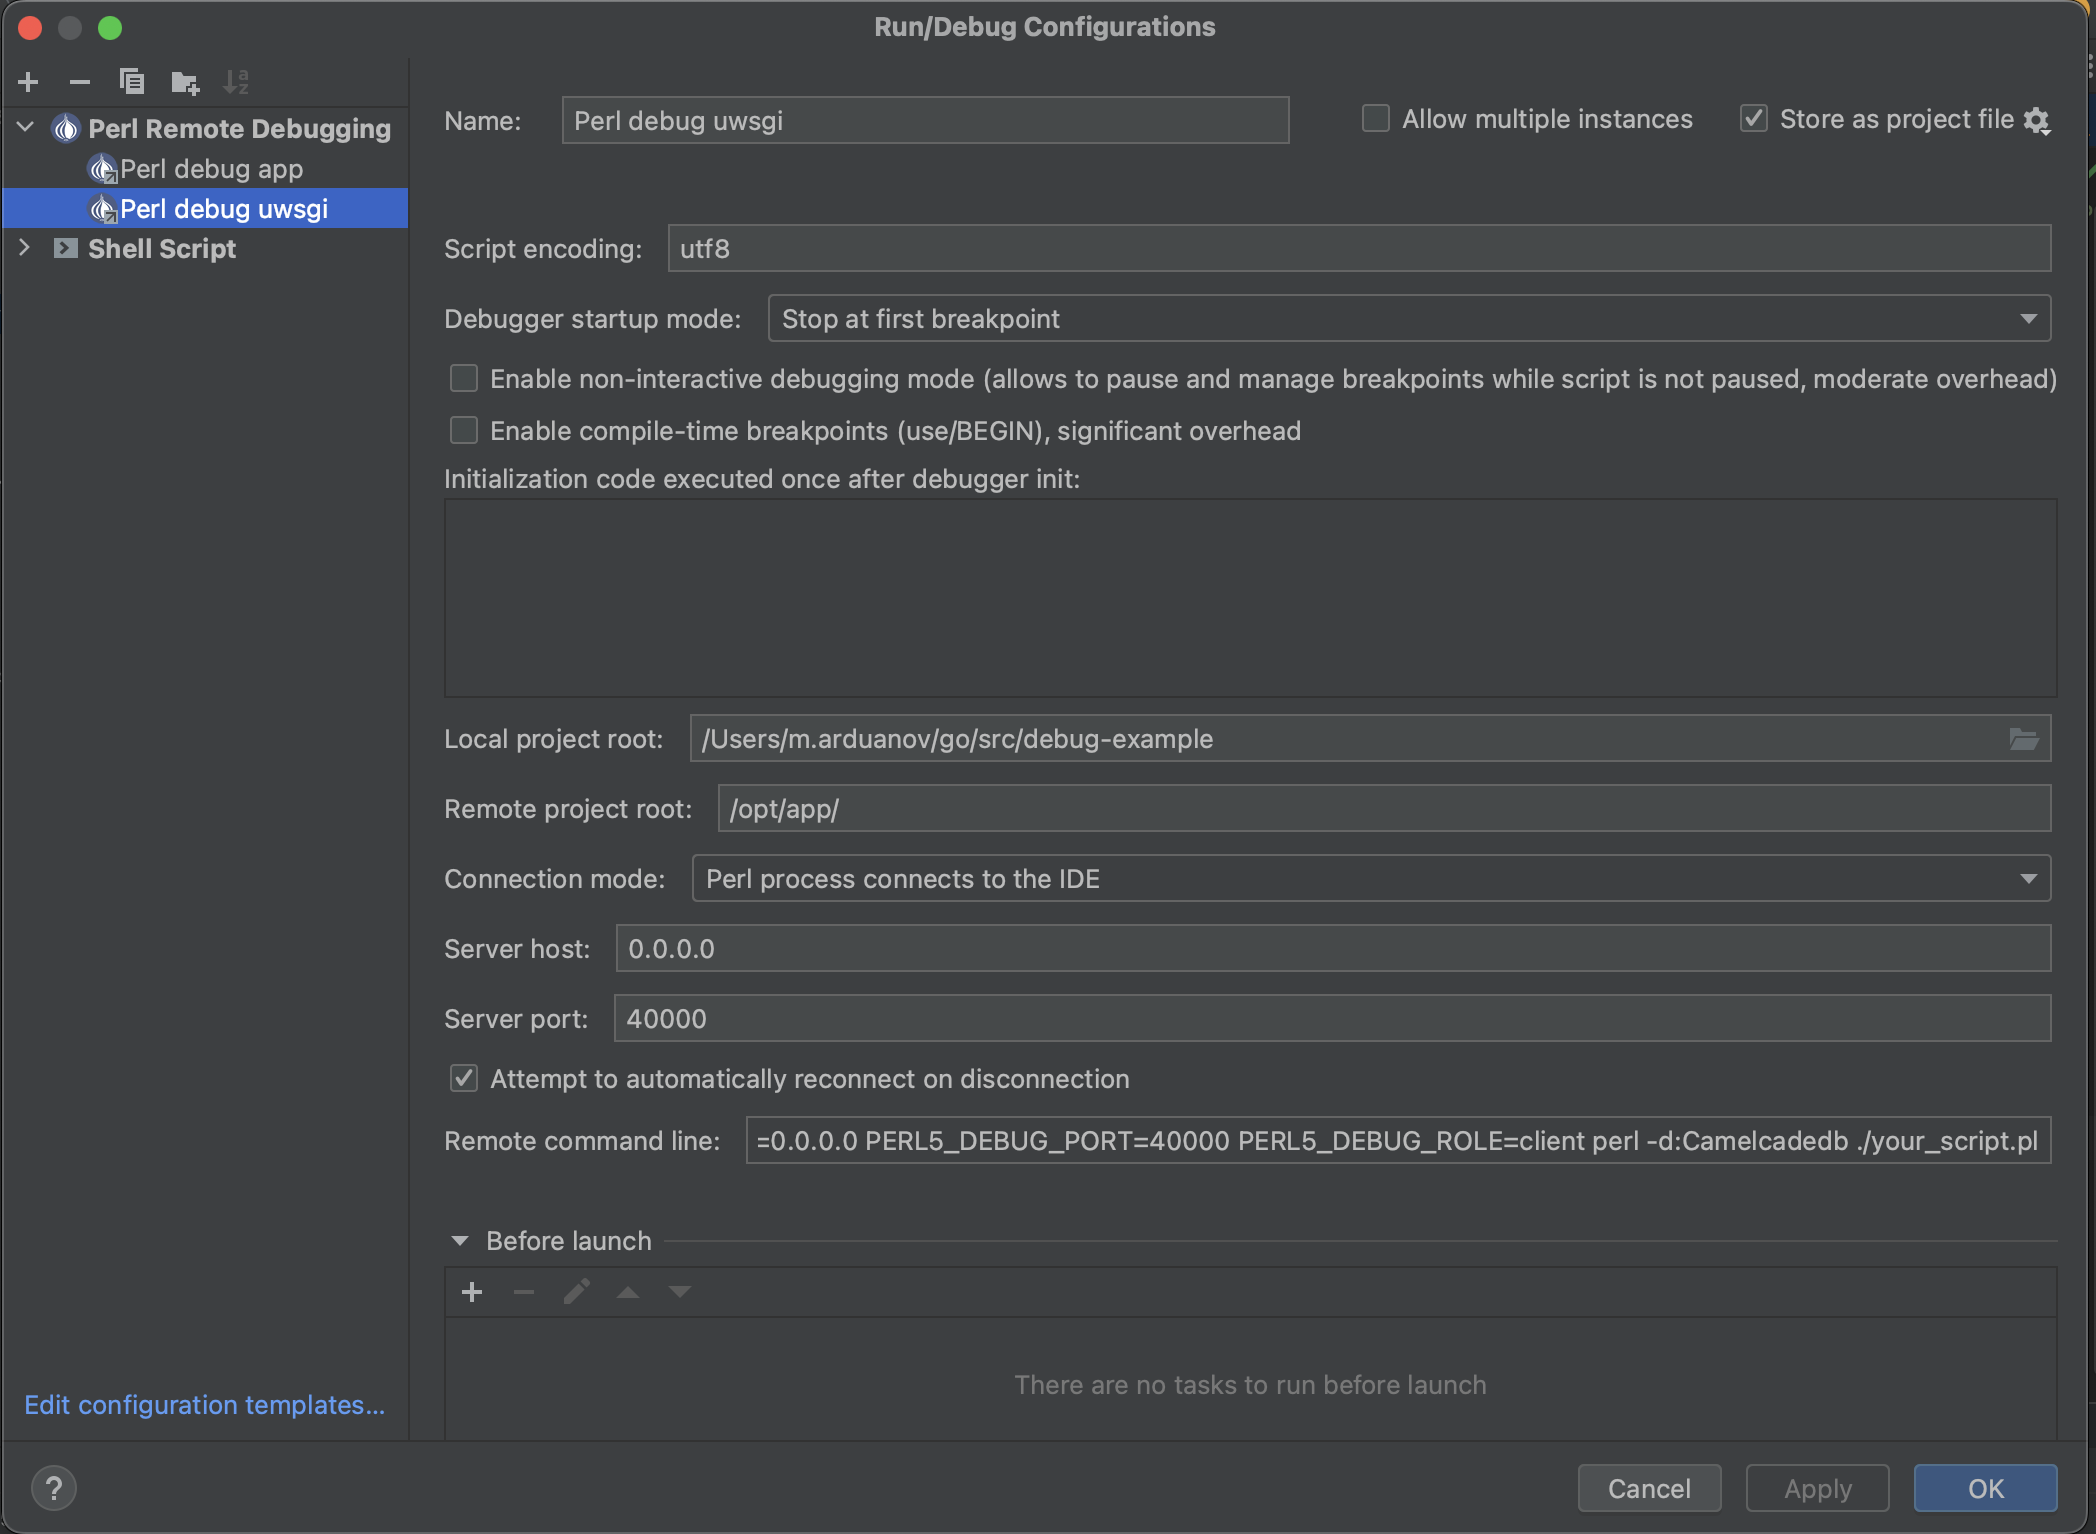 Run/Debug Configurations
Perl Remote Debugging
Perl debug app
Perl debug uwsgi
Shell Script
Edit configuration templates...
Name: Perl debug uwsgi Allow multiple instances Store as project file
Script encoding: utf8
Debugger startup mode: Stop at first breakpoint
Enable non-interactive debugging mode (allows to pause and manage breakpoints while script is not paused, moderate overhead)
Enable compile-time breakpoints (use/BEGIN), significant overhead
Initialization code executed once after debugger init:
Local project root: /Users/m.arduanov/go/src/debug-example
Remote project root: /opt/app/
Connection mode: Perl process connects to the IDE
Server host: 0.0.0.0
Server port: 40000
Attempt to automatically reconnect on disconnection
Remote command line: =0.0.0.0 PERL5_DEBUG_PORT=40000 PERL5_DEBUG_ROLE=client perl -d:Camelcadedb ./your_script.pl
Before launch
There are no tasks to run before launch
? Cancel Apply OK